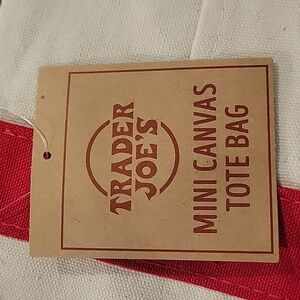 TRADER
JOE'S
MINI CANVAS
TOTE BAG